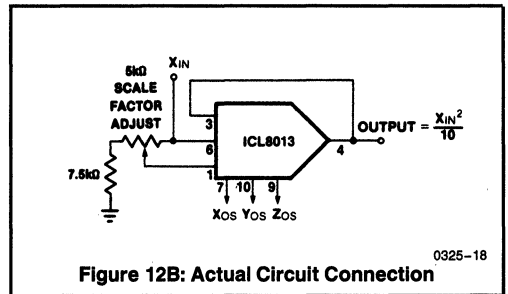 XIN
5kΩ
SCALE
FACTOR
ADJUST
3
ICL8013
OUTPUT = XIN²/10
4
6
7.5kΩ
1
7 10 9
XOS YOS ZOS
0325-18
Figure 12B: Actual Circuit Connection